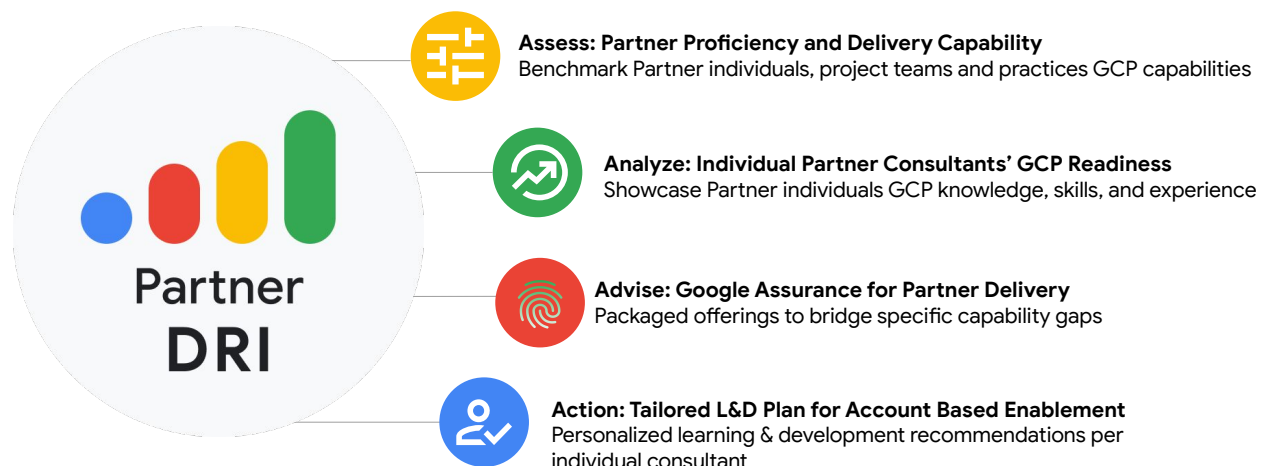 Partner
DRI
Assess: Partner Proficiency and Delivery Capability
Benchmark Partner individuals, project teams and practices GCP capabilities
Analyze: Individual Partner Consultants’ GCP Readiness
Showcase Partner individuals GCP knowledge, skills, and experience
Advise: Google Assurance for Partner Delivery
Packaged offerings to bridge specific capability gaps
Action: Tailored L&D Plan for Account Based Enablement
Personalized learning & development recommendations per
individual consultant